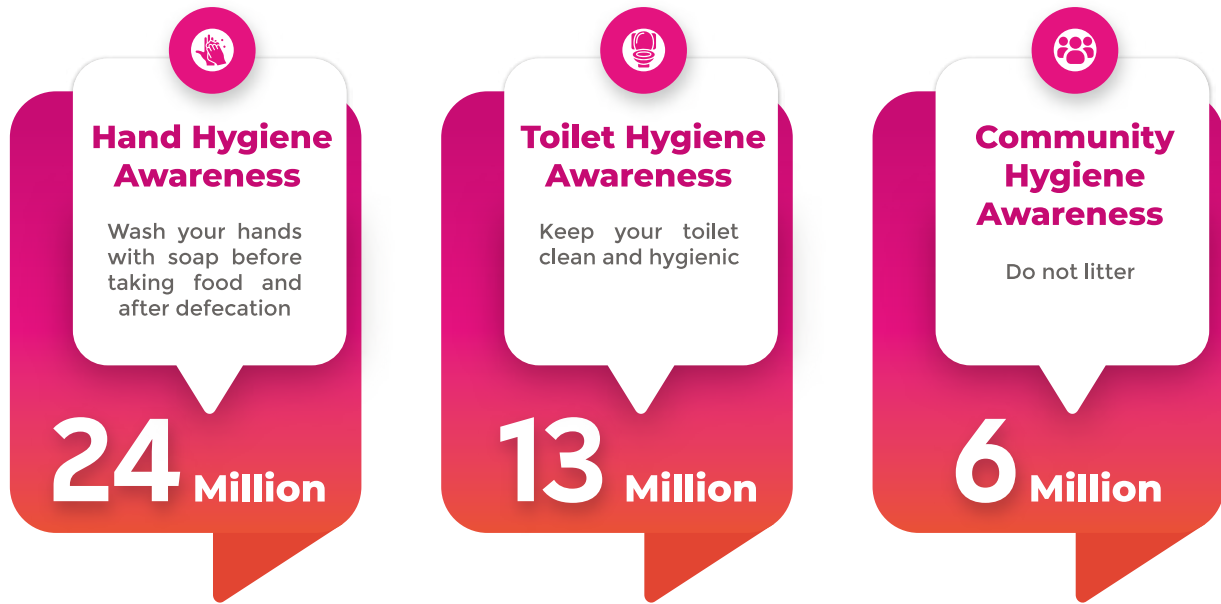 Hand Hygiene
Awareness
Wash your hands
with soap before
taking food and
after defecation
24 Million
Toilet Hygiene
Awareness
Keep your toilet
clean and hygienic
13 Million
Community
Hygiene
Awareness
Do not litter
6 Million